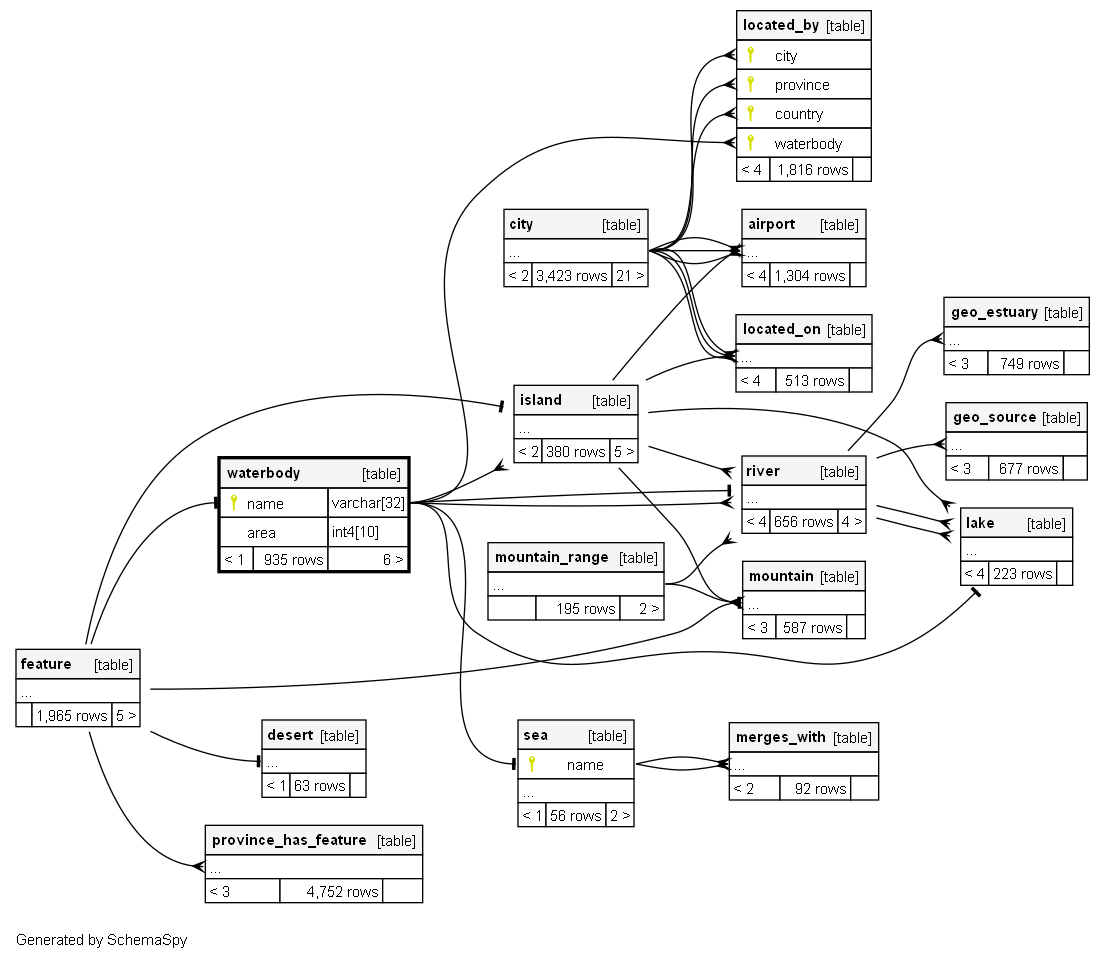 located_by [table]
city
province
country
waterbody
< 4 1,816 rows
city [table]
...
< 2 3,423 rows 21 >
airport [table]
...
< 4 1,304 rows
located_on [table]
...
< 4 513 rows
geo_estuary [table]
...
< 3 749 rows
island [table]
...
< 2 380 rows 5 >
geo_source [table]
...
< 3 677 rows
waterbody [table]
name varchar[32]
area int4[10]
< 1 935 rows 6 >
river [table]
...
< 4 656 rows 4 >
lake [table]
...
< 4 223 rows
mountain_range [table]
...
195 rows 2 >
mountain [table]
...
< 3 587 rows
feature [table]
...
1,965 rows 5 >
desert [table]
...
< 1 63 rows
sea [table]
name
...
< 1 56 rows 2 >
merges_with [table]
...
< 2 92 rows
province_has_feature [table]
...
< 3 4,752 rows
Generated by SchemaSpy